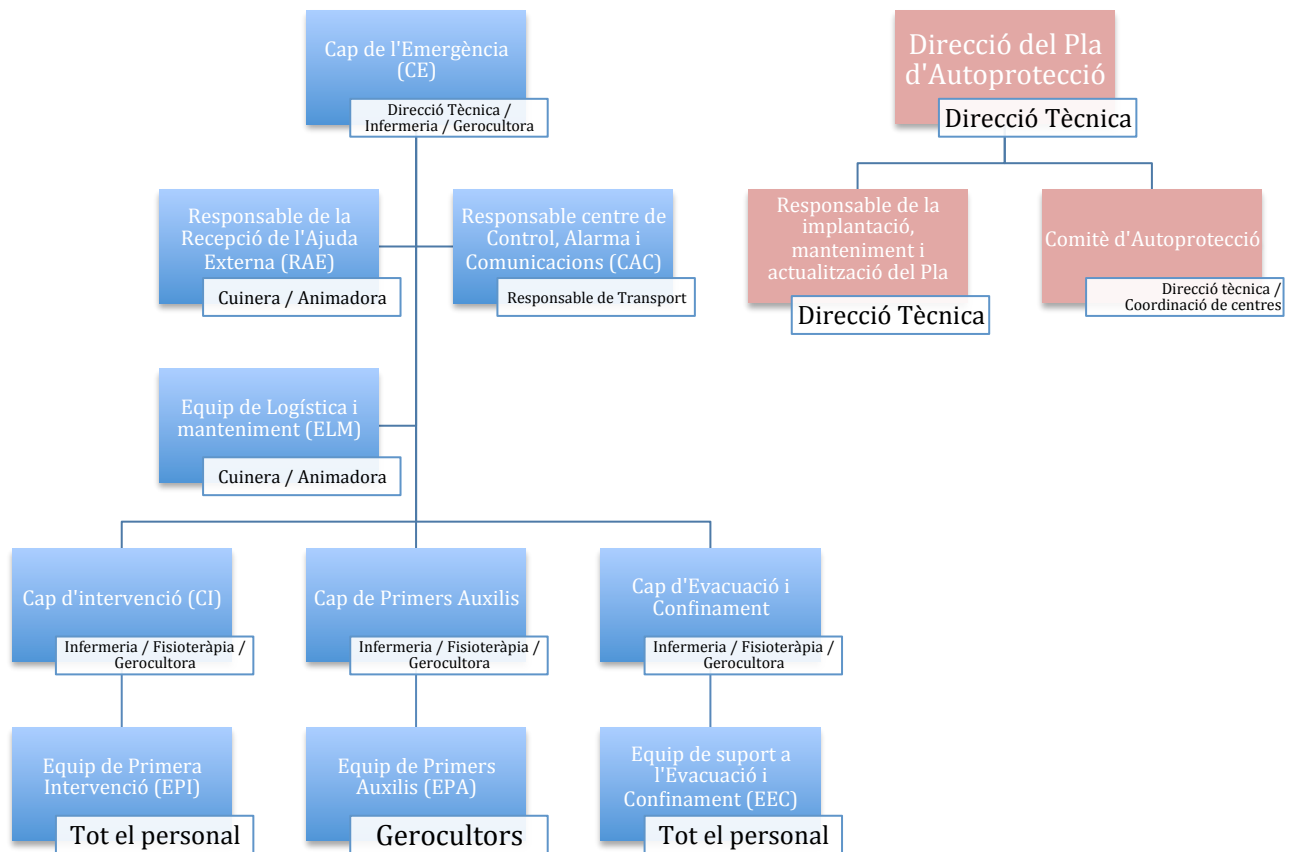 Cap de l'Emergència
(CE)
Direcció Tècnica /
Infermeria / Gerocultora
Direcció del Pla
d'Autoprotecció
Direcció Tècnica
Responsable de la
Recepció de l'Ajuda
Externa (RAE)
Cuinera / Animadora
Responsable centre de
Control, Alarma i
Comunicacions (CAC)
Responsable de Transport
Responsable de la
implantació,
manteniment i
actualització del Pla
Direcció Tècnica
Comitè d'Autoprotecció
Direcció tècnica /
Coordinació de centres
Equip de Logística i
manteniment (ELM)
Cuinera / Animadora
Cap d'intervenció (CI)
Infermeria / Fisioteràpia /
Gerocultora
Cap de Primers Auxilis
Infermeria / Fisioteràpia /
Gerocultora
Cap d'Evacuació i
Confinament
Infermeria / Fisioteràpia /
Gerocultora
Equip de Primera
Intervenció (EPI)
Tot el personal
Equip de Primers
Auxilis (EPA)
Gerocultors
Equip de suport a
l'Evacuació i
Confinament (EEC)
Tot el personal